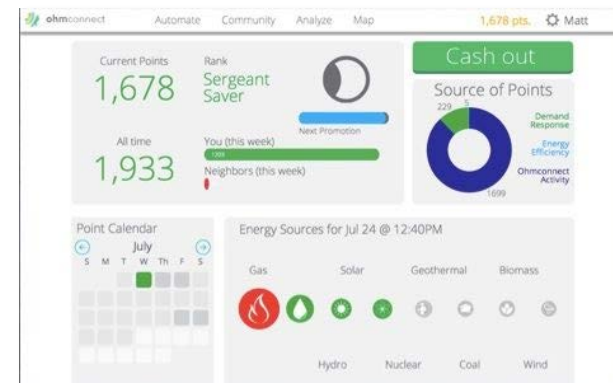 ohmconnect Automate Community Analyze Map 1,678 pts. Matt
Current Points
1,678
Rank
Sergeant
Saver
Next Promotion
All time
1,933
You (this week)
Neighbors (this week)
Cash out
Source of Points
229
5
1699
Demand
Response
Energy
Efficiency
Ohmconnect
Activity
Point Calendar
July
S M T W Th F S
Energy Sources for Jul 24 @ 12:40PM
Gas Solar Geothermal Biomass
Hydro Nuclear Coal Wind